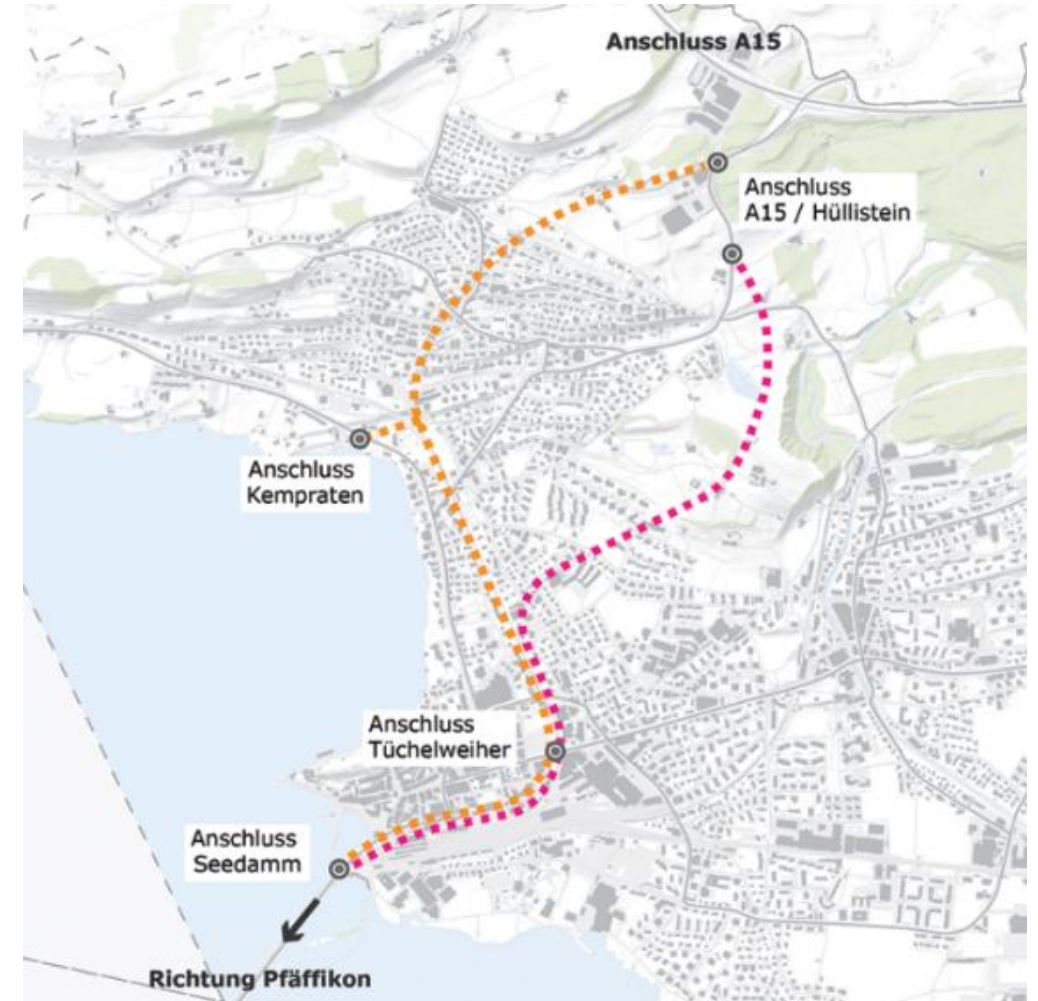 Anschluss A15
Anschluss
A15 / Hüllistein
Anschluss
Kempraten
Anschluss
Tüchelweiher
Anschluss
Seedamm
Richtung Pfäffikon